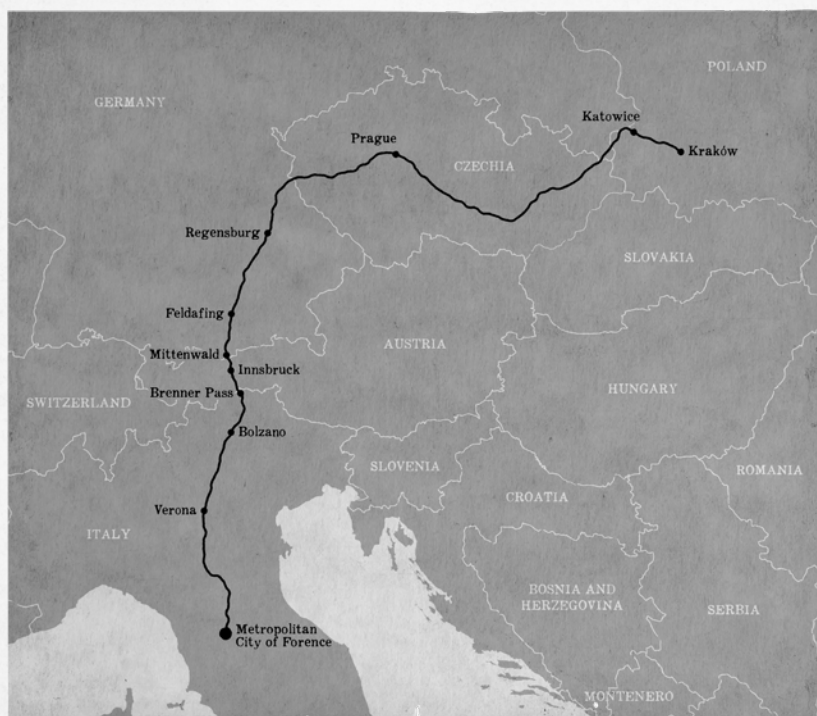 POLAND
GERMANY
Katowice
Prague
Kraków
CZECHIA
Regensburg
SLOVAKIA
Feldafing
AUSTRIA
Mittenwald
Innsbruck
HUNGARY
Brenner Pass
SWITZERLAND
Bolzano
SLOVENIA
ROMANIA
CROATIA
Verona
ITALY
BOSNIA AND
HERZEGOVINA
SERBIA
Metropolitan
City of Forence
MONTENERO